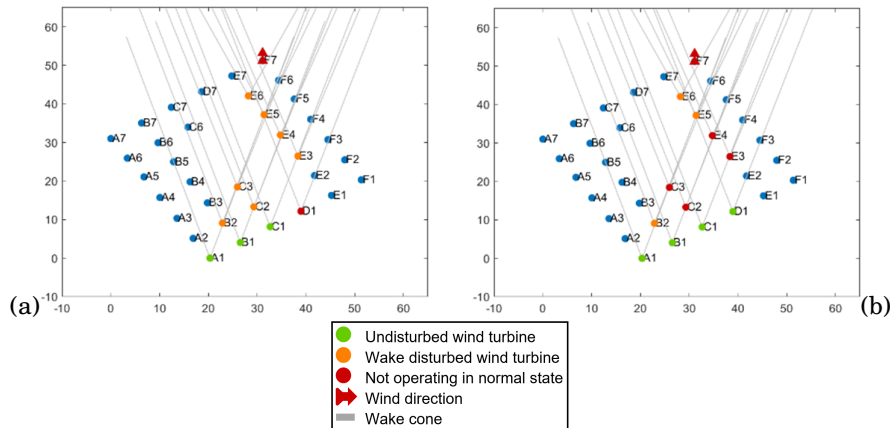 60
50
40
30
20
10
0
-10
-10 0 10 20 30 40 50 60
F7
E7 F6
E6 F5
D7
E5 F4
C7
B7 C6 E4 F3
A7 B6
A6 B5 E3 F2
A5 B4 E2 F1
C3
A4 B3 E1
C2
A3 D1
B2 C1
A2
B1
A1
(a)
60
50
40
30
20
10
0
-10
-10 0 10 20 30 40 50 60
F7
E7 F6
E6 F5
D7
E5 F4
C7
B7 C6 E4 F3
A7 B6
A6 B5 E3 F2
A5 B4 E2 F1
C3
A4 B3 E1
C2
A3 D1
B2 C1
A2
B1
A1
(b)
Undisturbed wind turbine
Wake disturbed wind turbine
Not operating in normal state
Wind direction
Wake cone